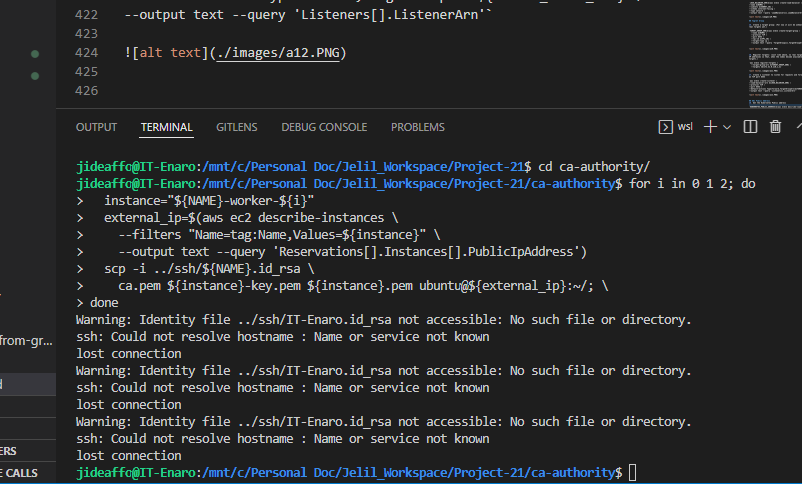 422 --output text --query 'Listeners[].ListenerArn'`
423
424 ![alt text](./images/a12.PNG)
425
426
OUTPUT TERMINAL GITLENS DEBUG CONSOLE PROBLEMS wsl
jideaffo@IT-Enaro:/mnt/c/Personal Doc/Jelil_Workspace/Project-21$ cd ca-authority/
jideaffo@IT-Enaro:/mnt/c/Personal Doc/Jelil_Workspace/Project-21/ca-authority$ for i in 0 1 2; do
> instance="${NAME}-worker-${i}"
> external_ip=$(aws ec2 describe-instances \
> --filters "Name=tag:Name,Values=${instance}" \
> --output text --query 'Reservations[].Instances[].PublicIpAddress')
> scp -i ../ssh/${NAME}.id_rsa \
> ca.pem ${instance}-key.pem ${instance}.pem ubuntu@${external_ip}:~/; \
> done
Warning: Identity file ../ssh/IT-Enaro.id_rsa not accessible: No such file or directory.
ssh: Could not resolve hostname : Name or service not known
lost connection
Warning: Identity file ../ssh/IT-Enaro.id_rsa not accessible: No such file or directory.
ssh: Could not resolve hostname : Name or service not known
lost connection
Warning: Identity file ../ssh/IT-Enaro.id_rsa not accessible: No such file or directory.
ssh: Could not resolve hostname : Name or service not known
lost connection
jideaffo@IT-Enaro:/mnt/c/Personal Doc/Jelil_Workspace/Project-21/ca-authority$
from-gr...
ERS
E CALLS